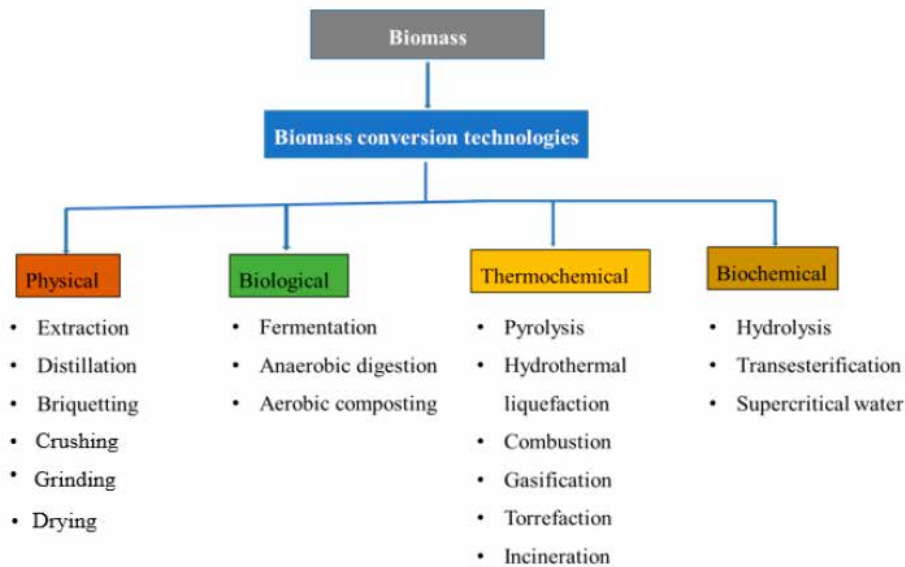 Biomass
Biomass conversion technologies
Physical
• Extraction
• Distillation
• Briquetting
• Crushing
• Grinding
• Drying
Biological
• Fermentation
• Anaerobic digestion
• Aerobic composting
Thermochemical
• Pyrolysis
• Hydrothermal
liquefaction
• Combustion
• Gasification
• Torrefaction
• Incineration
Biochemical
• Hydrolysis
• Transesterification
• Supercritical water